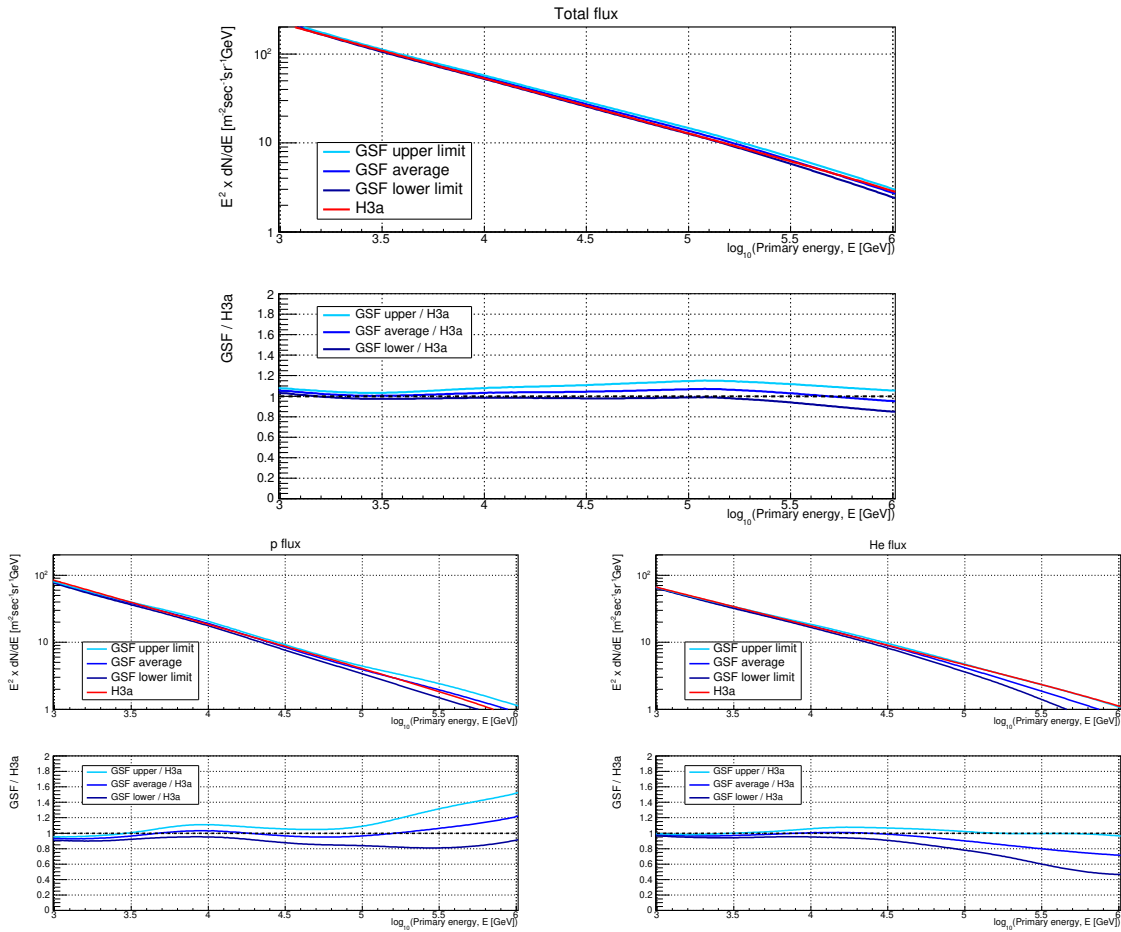 Total flux
E² x dN/dE [m⁻²sec⁻¹sr⁻¹GeV]
10²
10
1
GSF upper limit
GSF average
GSF lower limit
H3a
3 3.5 4 4.5 5 5.5 6
log₁₀(Primary energy, E [GeV])
GSF / H3a
2
1.8
1.6
1.4
1.2
1
0.8
0.6
0.4
0.2
0
GSF upper / H3a
GSF average / H3a
GSF lower / H3a
3 3.5 4 4.5 5 5.5 6
log₁₀(Primary energy, E [GeV])
p flux
E² x dN/dE [m⁻²sec⁻¹sr⁻¹GeV]
10²
10
1
GSF upper limit
GSF average
GSF lower limit
H3a
3 3.5 4 4.5 5 5.5 6
log₁₀(Primary energy, E [GeV])
GSF / H3a
2
1.8
1.6
1.4
1.2
1
0.8
0.6
0.4
0.2
0
GSF upper / H3a
GSF average / H3a
GSF lower / H3a
3 3.5 4 4.5 5 5.5 6
log₁₀(Primary energy, E [GeV])
He flux
E² x dN/dE [m⁻²sec⁻¹sr⁻¹GeV]
10²
10
1
GSF upper limit
GSF average
GSF lower limit
H3a
3 3.5 4 4.5 5 5.5 6
log₁₀(Primary energy, E [GeV])
GSF / H3a
2
1.8
1.6
1.4
1.2
1
0.8
0.6
0.4
0.2
0
GSF upper / H3a
GSF average / H3a
GSF lower / H3a
3 3.5 4 4.5 5 5.5 6
log₁₀(Primary energy, E [GeV])